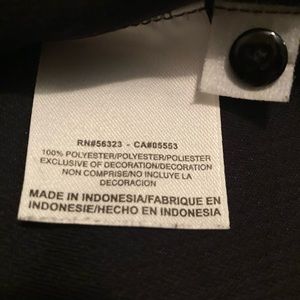 RN#56323 - CA#05553
100% POLYESTER/POLYESTER/POLIESTER
EXCLUSIVE OF DECORATION/DECORATION
NON COMPRISE/NO INCLUYE LA
DECORACION
MADE IN INDONESIA/FABRIQUE EN
INDONESIE/HECHO EN INDONESIA